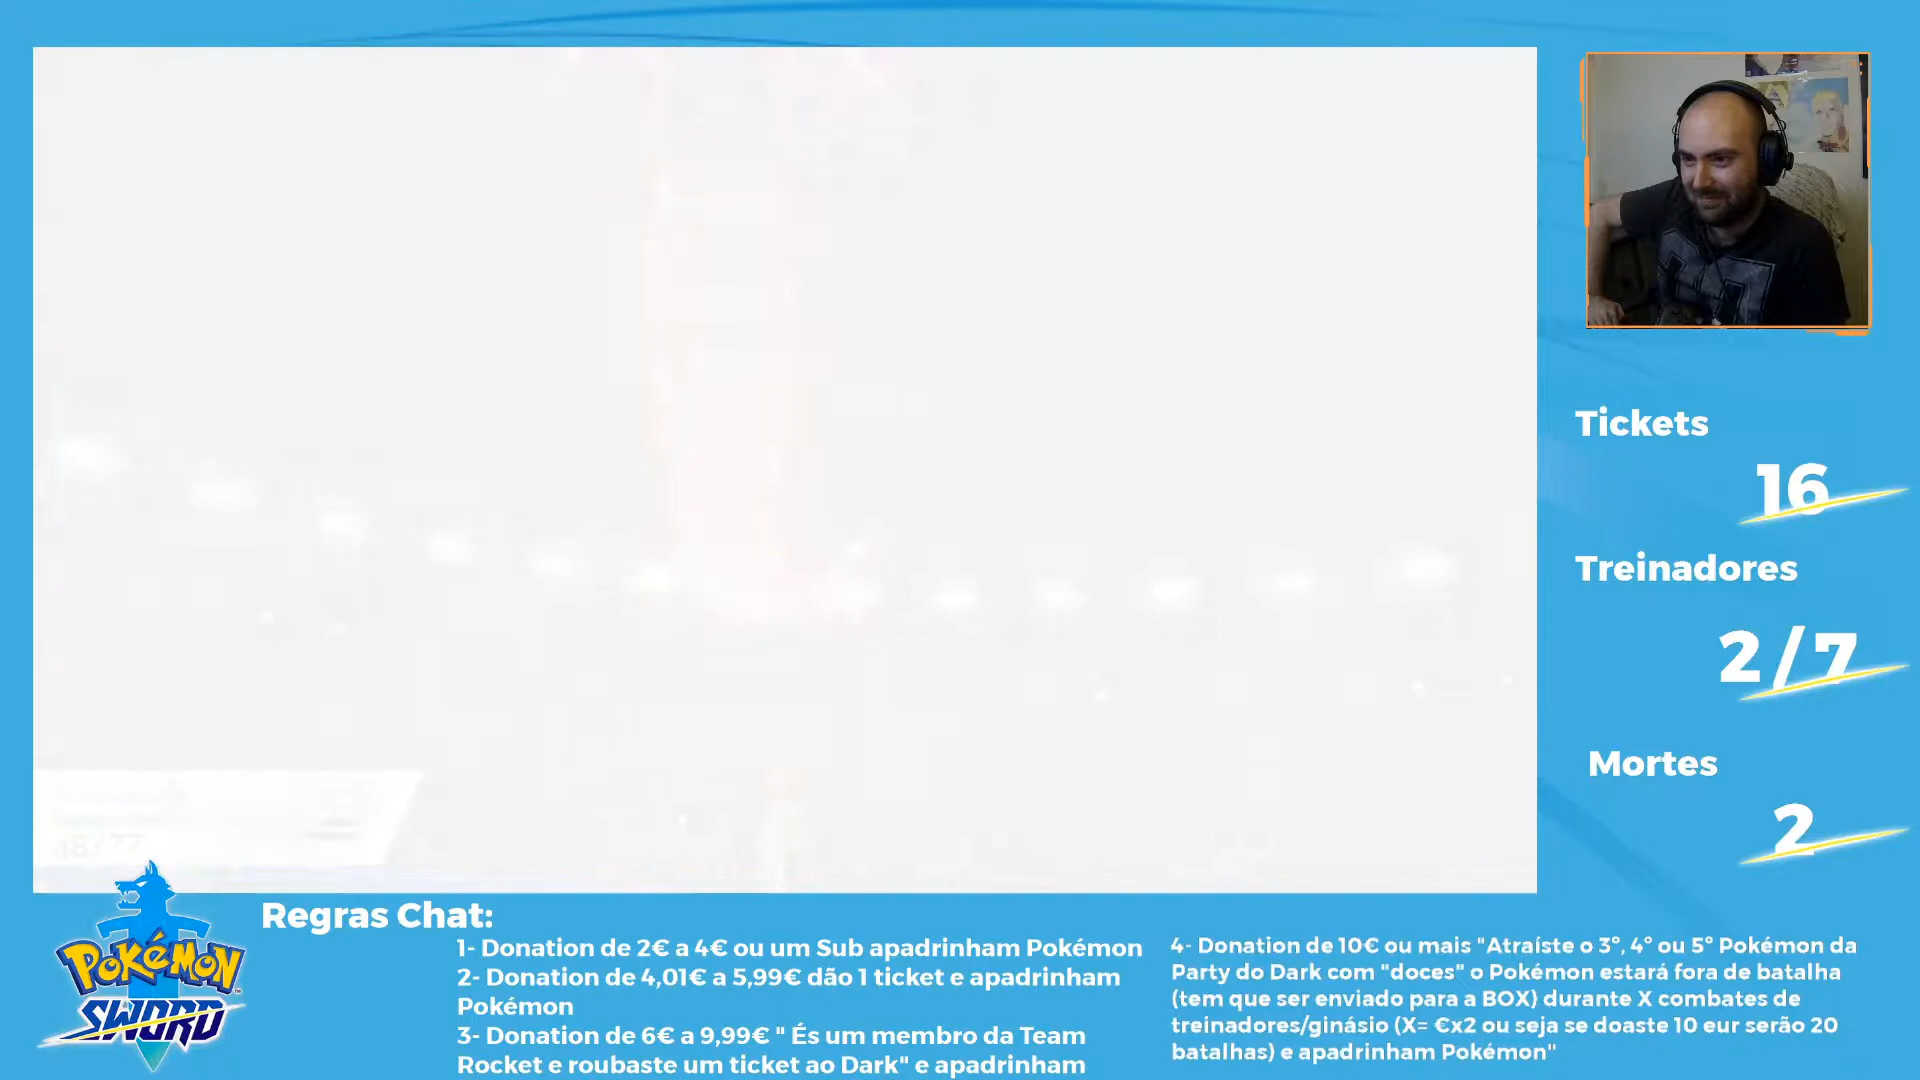 Tickets
16
Treinadores
2/7
Mortes
2
POKÉMON
SWORD
Regras Chat:
1- Donation de 2€ a 4€ ou um Sub apadrinham Pokémon
2- Donation de 4,01€ a 5,99€ dão 1 ticket e apadrinham
Pokémon
3- Donation de 6€ a 9,99€ " És um membro da Team
Rocket e roubaste um ticket ao Dark" e apadrinham
4- Donation de 10€ ou mais "Atraíste o 3º, 4º ou 5º Pokémon da
Party do Dark com "doces" o Pokémon estará fora de batalha
(tem que ser enviado para a BOX) durante X combates de
treinadores/ginásio (X= €x2 ou seja se doaste 10 eur serão 20
batalhas) e apadrinham Pokémon"